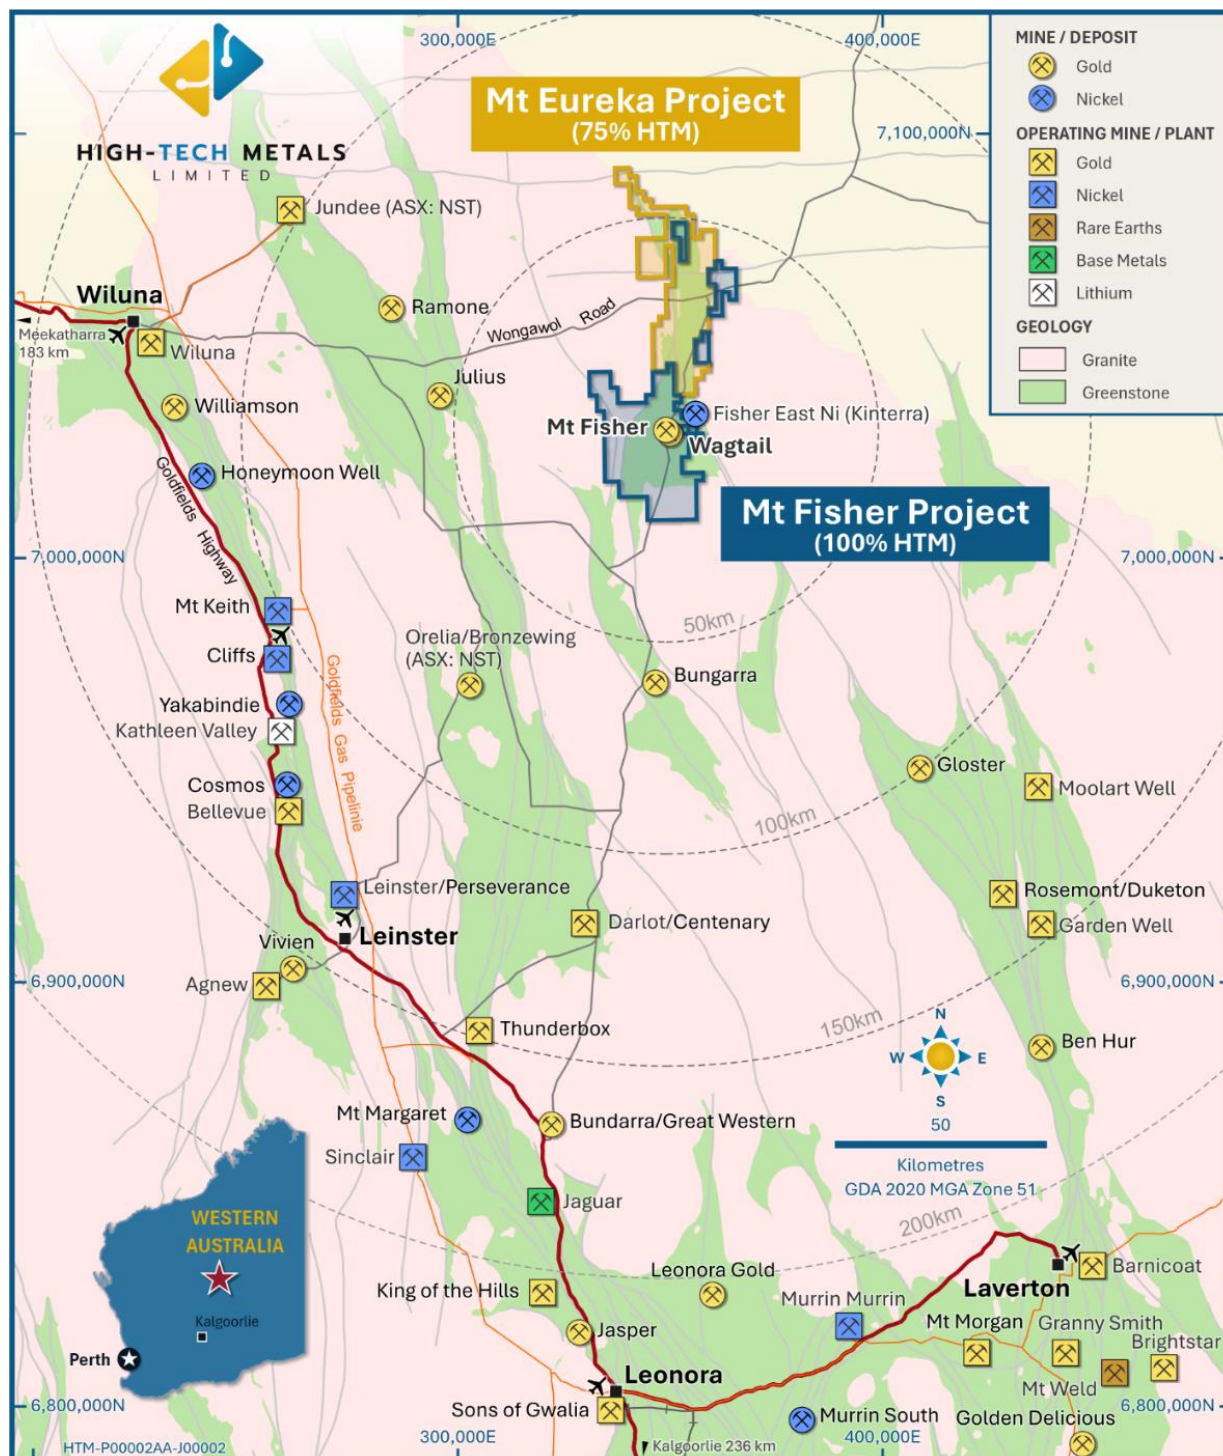 300,000E
400,000E
HIGH-TECH METALS
LIMITED
Mt Eureka Project
(75% HTM)
7,100,000N
MINE / DEPOSIT
Gold
Nickel
OPERATING MINE / PLANT
Gold
Nickel
Rare Earths
Base Metals
Lithium
GEOLOGY
Granite
Greenstone
Jundee (ASX: NST)
Wiluna
Ramone
Meekatharra
183 km
Wiluna
Wongawol Road
Julius
Williamson
Mt Fisher
Fisher East Ni (Kinterra)
Wagtail
Honeymoon Well
Goldfields Highway
Mt Fisher Project
(100% HTM)
7,000,000N
7,000,000N
Mt Keith
50km
Cliffs
Orelia/Bronzewing
(ASX: NST)
Goldfields Gas Pipelinie
Bungarra
Yakabindie
Kathleen Valley
Gloster
Cosmos
Moolart Well
Bellevue
100km
Leinster/Perseverance
Rosemont/Duketon
Darlot/Centenary
Garden Well
Leinster
Vivien
Agnew
6,900,000N
6,900,000N
Thunderbox
150km
N
W
E
S
Ben Hur
Mt Margaret
Bundarra/Great Western
50
Kilometres
GDA 2020 MGA Zone 51
Sinclair
Jaguar
200km
WESTERN
AUSTRALIA
Kalgoorlie
Perth
King of the Hills
Leonora Gold
Laverton
Barnicoat
Murrin Murrin
Jasper
Mt Morgan
Granny Smith
Brightstar
Leonora
Mt Weld
6,800,000N
Sons of Gwalia
Murrin South
Golden Delicious
6,800,000N
HTM-P00002AA-J00002
300,000E
Kalgoorlie 236 km
400,000E